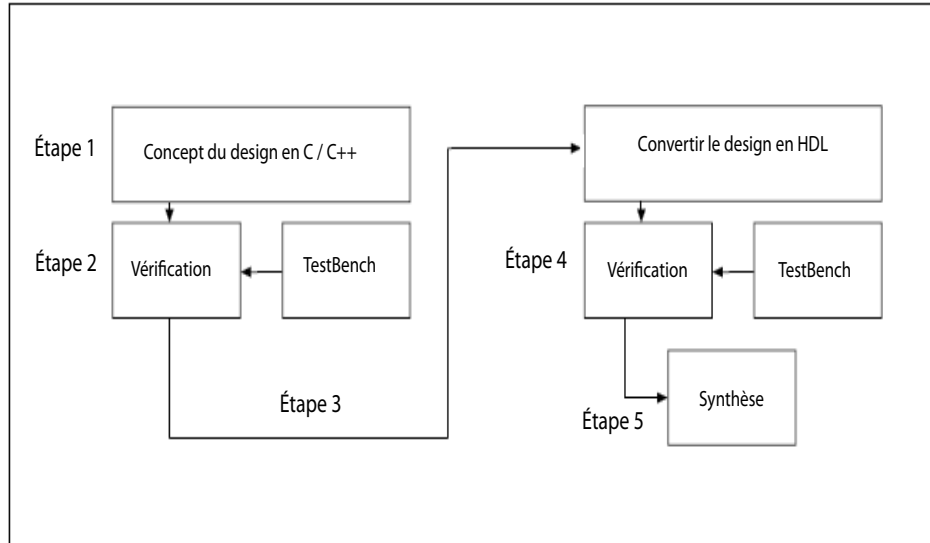 Étape 1
Concept du design en C / C++
Étape 2
Vérification
TestBench
Étape 3
Convertir le design en HDL
Étape 4
Vérification
TestBench
Étape 5
Synthèse